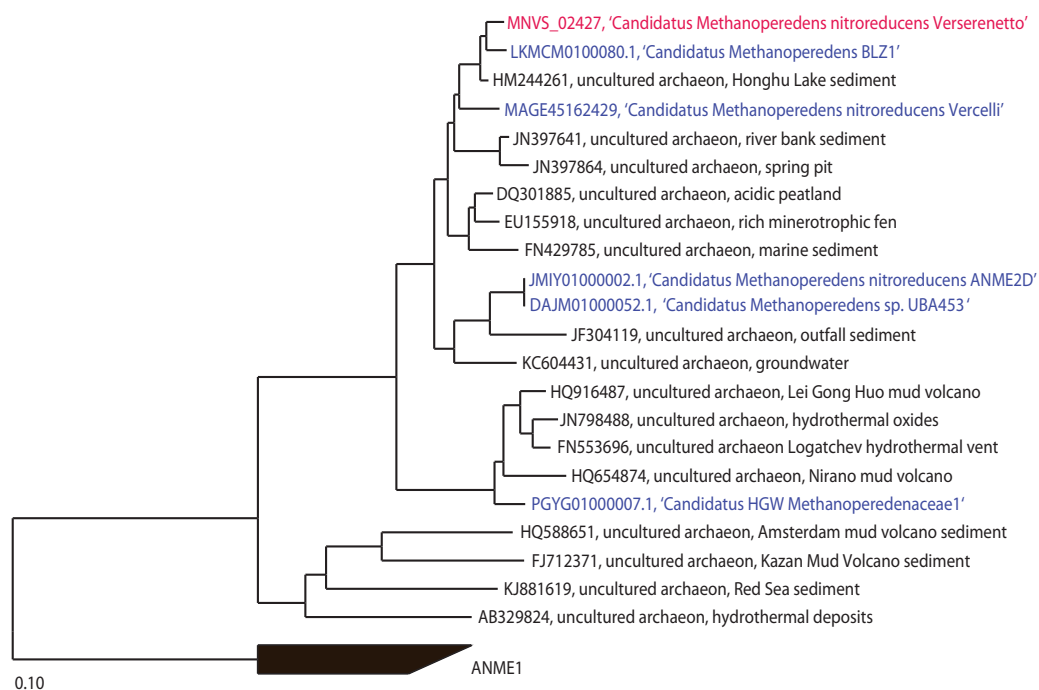 MNVS_02427, ‘Candidatus Methanoperedens nitroreducens Verserenetto’
LKMCM0100080.1, ‘Candidatus Methanoperedens BLZ1’
HM244261, uncultured archaeon, Honghu Lake sediment
MAGE45162429, ‘Candidatus Methanoperedens nitroreducens Vercelli’
JN397641, uncultured archaeon, river bank sediment
JN397864, uncultured archaeon, spring pit
DQ301885, uncultured archaeon, acidic peatland
EU155918, uncultured archaeon, rich minerotrophic fen
FN429785, uncultured archaeon, marine sediment
JMIY01000002.1, ‘Candidatus Methanoperedens nitroreducens ANME2D’
DAJM01000052.1, ‘Candidatus Methanoperedens sp. UBA453‘
JF304119, uncultured archaeon, outfall sediment
KC604431, uncultured archaeon, groundwater
HQ916487, uncultured archaeon, Lei Gong Huo mud volcano
JN798488, uncultured archaeon, hydrothermal oxides
FN553696, uncultured archaeon Logatchev hydrothermal vent
HQ654874, uncultured archaeon, Nirano mud volcano
PGYG01000007.1, ‘Candidatus HGW Methanoperedenaceae1‘
HQ588651, uncultured archaeon, Amsterdam mud volcano sediment
FJ712371, uncultured archaeon, Kazan Mud Volcano sediment
KJ881619, uncultured archaeon, Red Sea sediment
AB329824, uncultured archaeon, hydrothermal deposits
ANME1
0.10